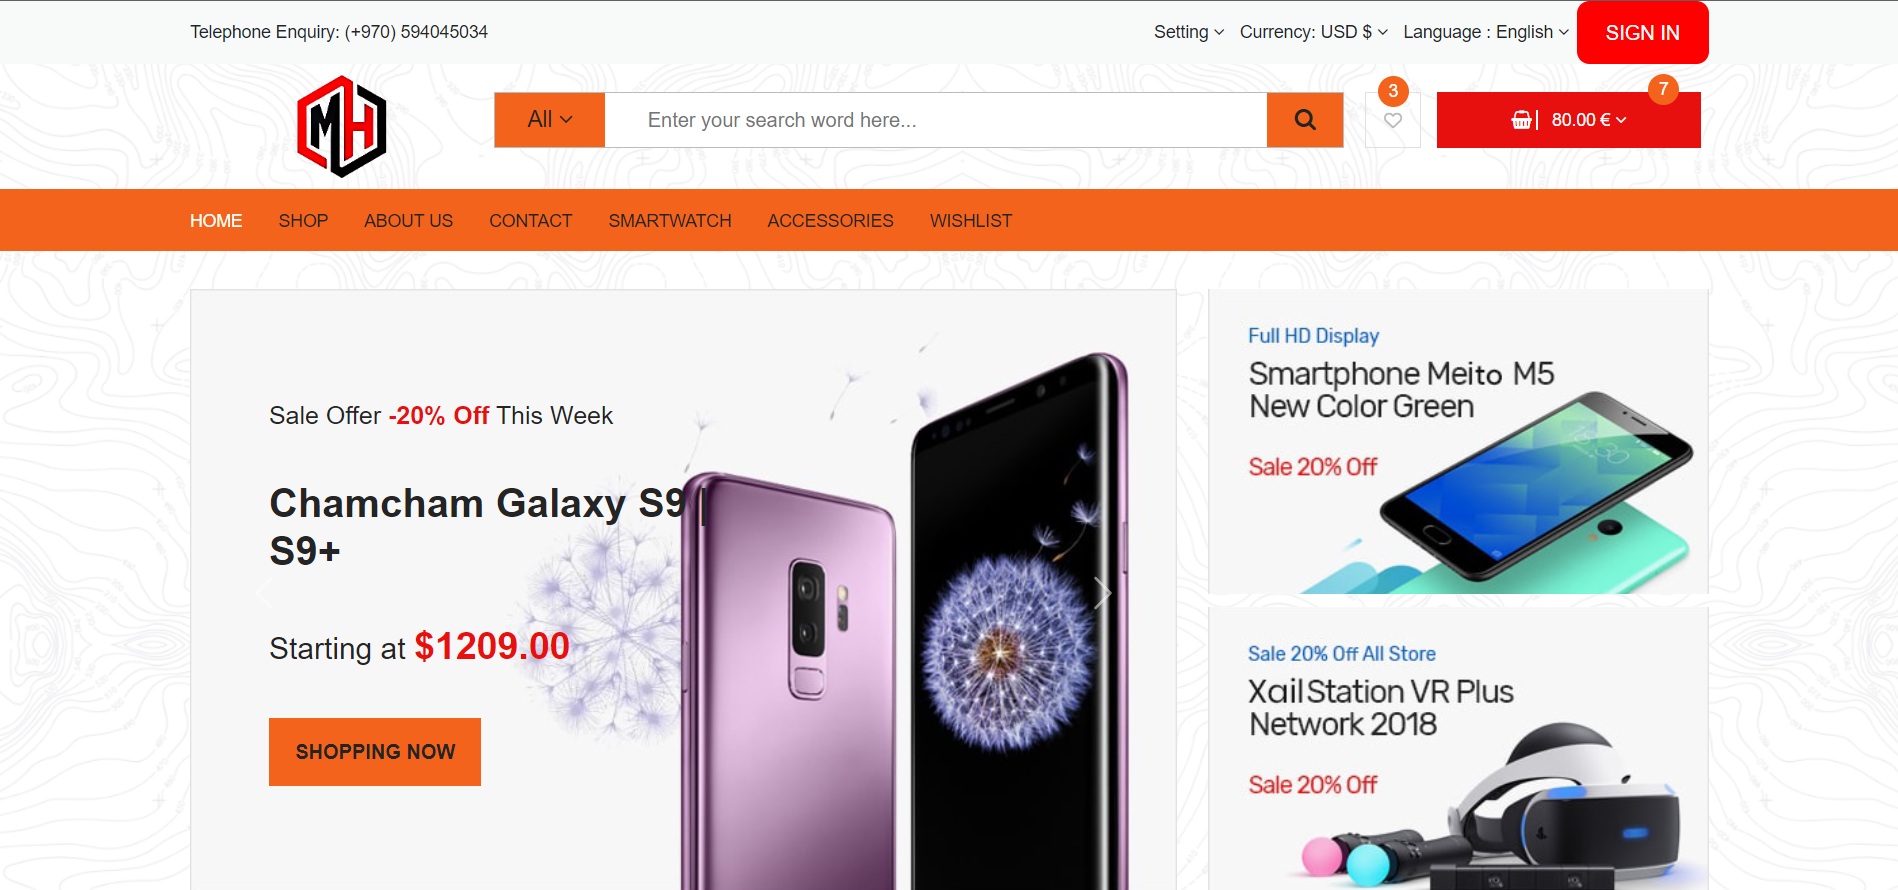 Telephone Enquiry: (+970) 594045034
Setting Currency: USD $ Language : English SIGN IN
MH
All Enter your search word here... 3 80.00 € 7
HOME SHOP ABOUT US CONTACT SMARTWATCH ACCESSORIES WISHLIST
Sale Offer -20% Off This Week
Chamcham Galaxy S9 |
S9+
Starting at $1209.00
SHOPPING NOW
Full HD Display
Smartphone Meito M5
New Color Green
Sale 20% Off
Sale 20% Off All Store
Xail Station VR Plus
Network 2018
Sale 20% Off